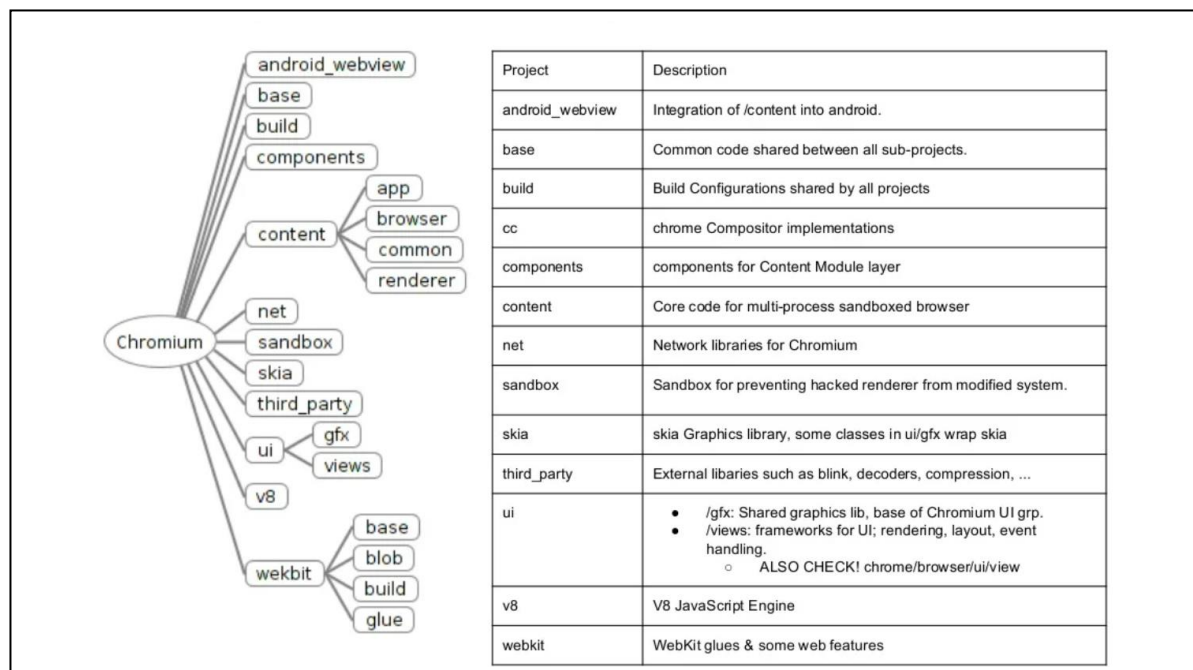 android_webview
base
build
components
app
browser
content
common
renderer
net
Chromium
sandbox
skia
third_party
gfx
ui
views
v8
base
blob
wekbit
build
glue
Project Description
android_webview Integration of /content into android.
base Common code shared between all sub-projects.
build Build Configurations shared by all projects
cc chrome Compositor implementations
components components for Content Module layer
content Core code for multi-process sandboxed browser
net Network libraries for Chromium
sandbox Sandbox for preventing hacked renderer from modified system.
skia skia Graphics library, some classes in ui/gfx wrap skia
third_party External libaries such as blink, decoders, compression, ...
ui ● /gfx: Shared graphics lib, base of Chromium UI grp.
● /views: frameworks for UI; rendering, layout, event
handling.
○ ALSO CHECK! chrome/browser/ui/view
v8 V8 JavaScript Engine
webkit WebKit glues & some web features